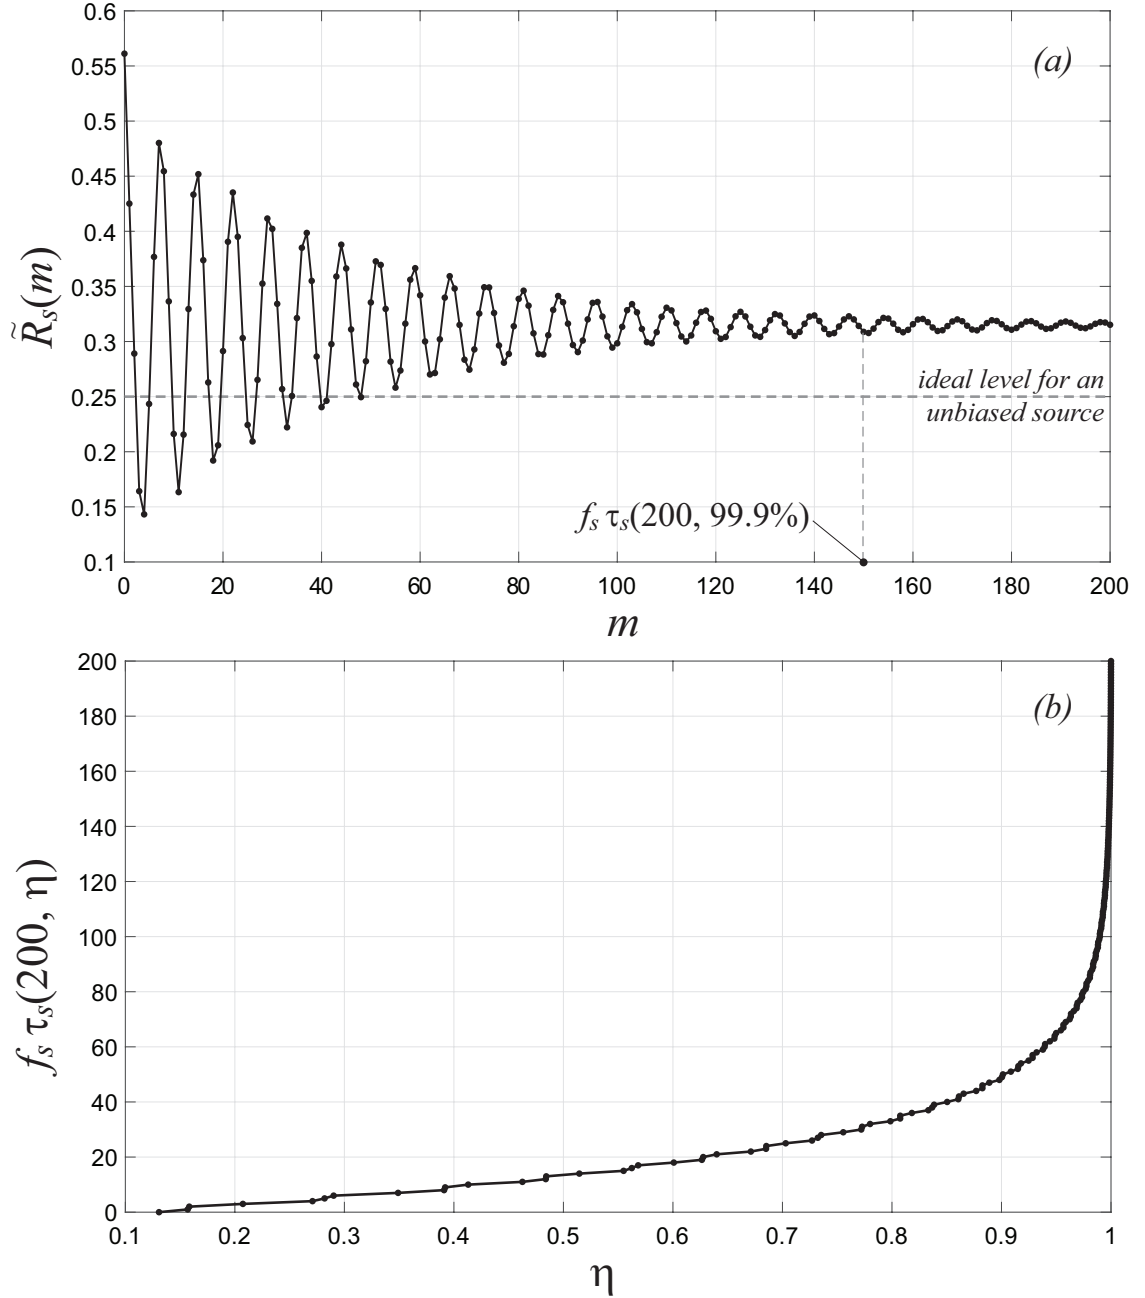 0.6
(a)
0.55
0.5
0.45
0.4
0.35
R̃ₛ(m)
0.3
ideal level for an
0.25
unbiased source
0.2
0.15
fₛ τₛ(200, 99.9%)
0.1
0 20 40 60 80 100 120 140 160 180 200
m
200
(b)
180
160
140
120
fₛ τₛ(200, η)
100
80
60
40
20
0
0.1 0.2 0.3 0.4 0.5 0.6 0.7 0.8 0.9 1
η